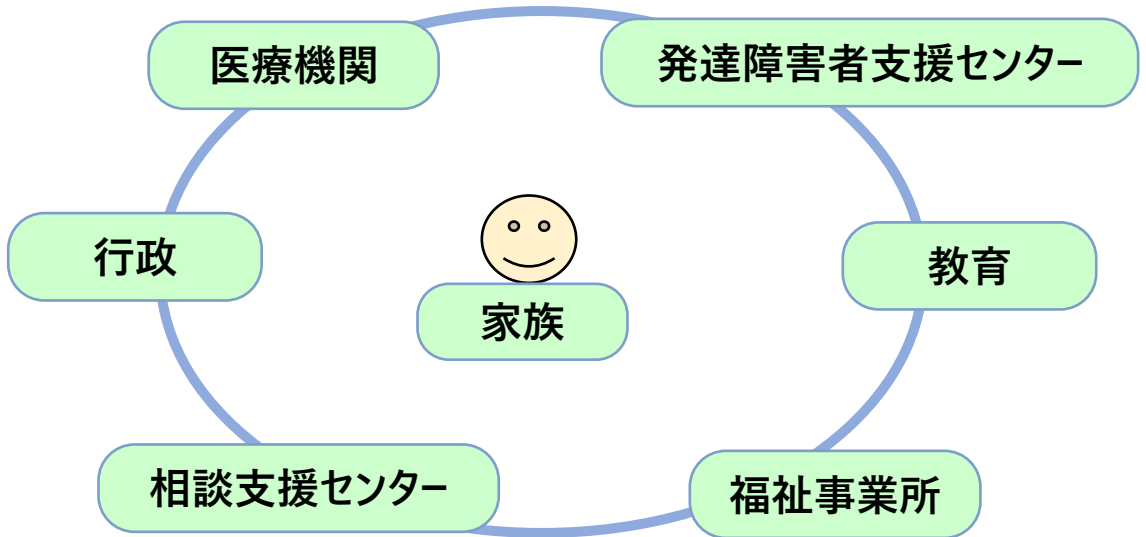 医療機関
発達障害者支援センター
行政
教育
家族
相談支援センター
福祉事業所